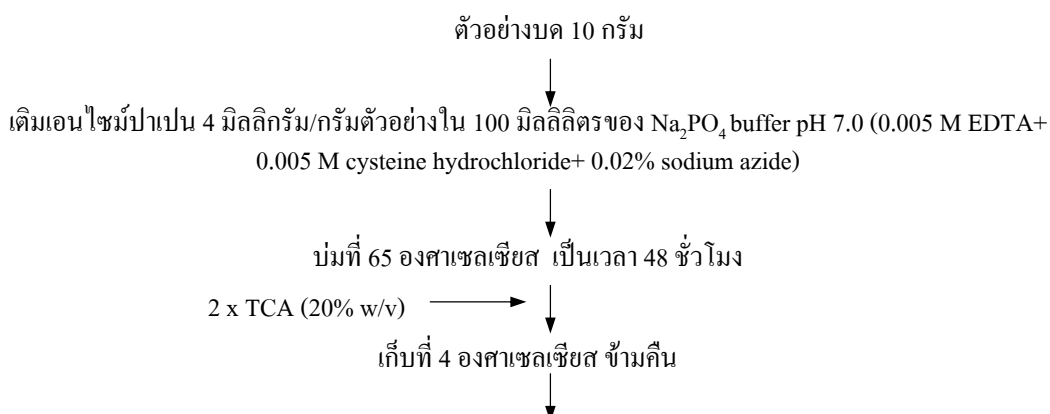 ตัวอย่างบด 10 กรัม
เติมเอนไซม์ปาเปน 4 มิลลิกรัม/กรัมตัวอย่างใน 100 มิลลิลิตรของ Na₂PO₄ buffer pH 7.0 (0.005 M EDTA+
0.005 M cysteine hydrochloride+ 0.02% sodium azide)
บ่มที่ 65 องศาเซลเซียส เป็นเวลา 48 ชั่วโมง
2 x TCA (20% w/v)
เก็บที่ 4 องศาเซลเซียส ข้ามคืน